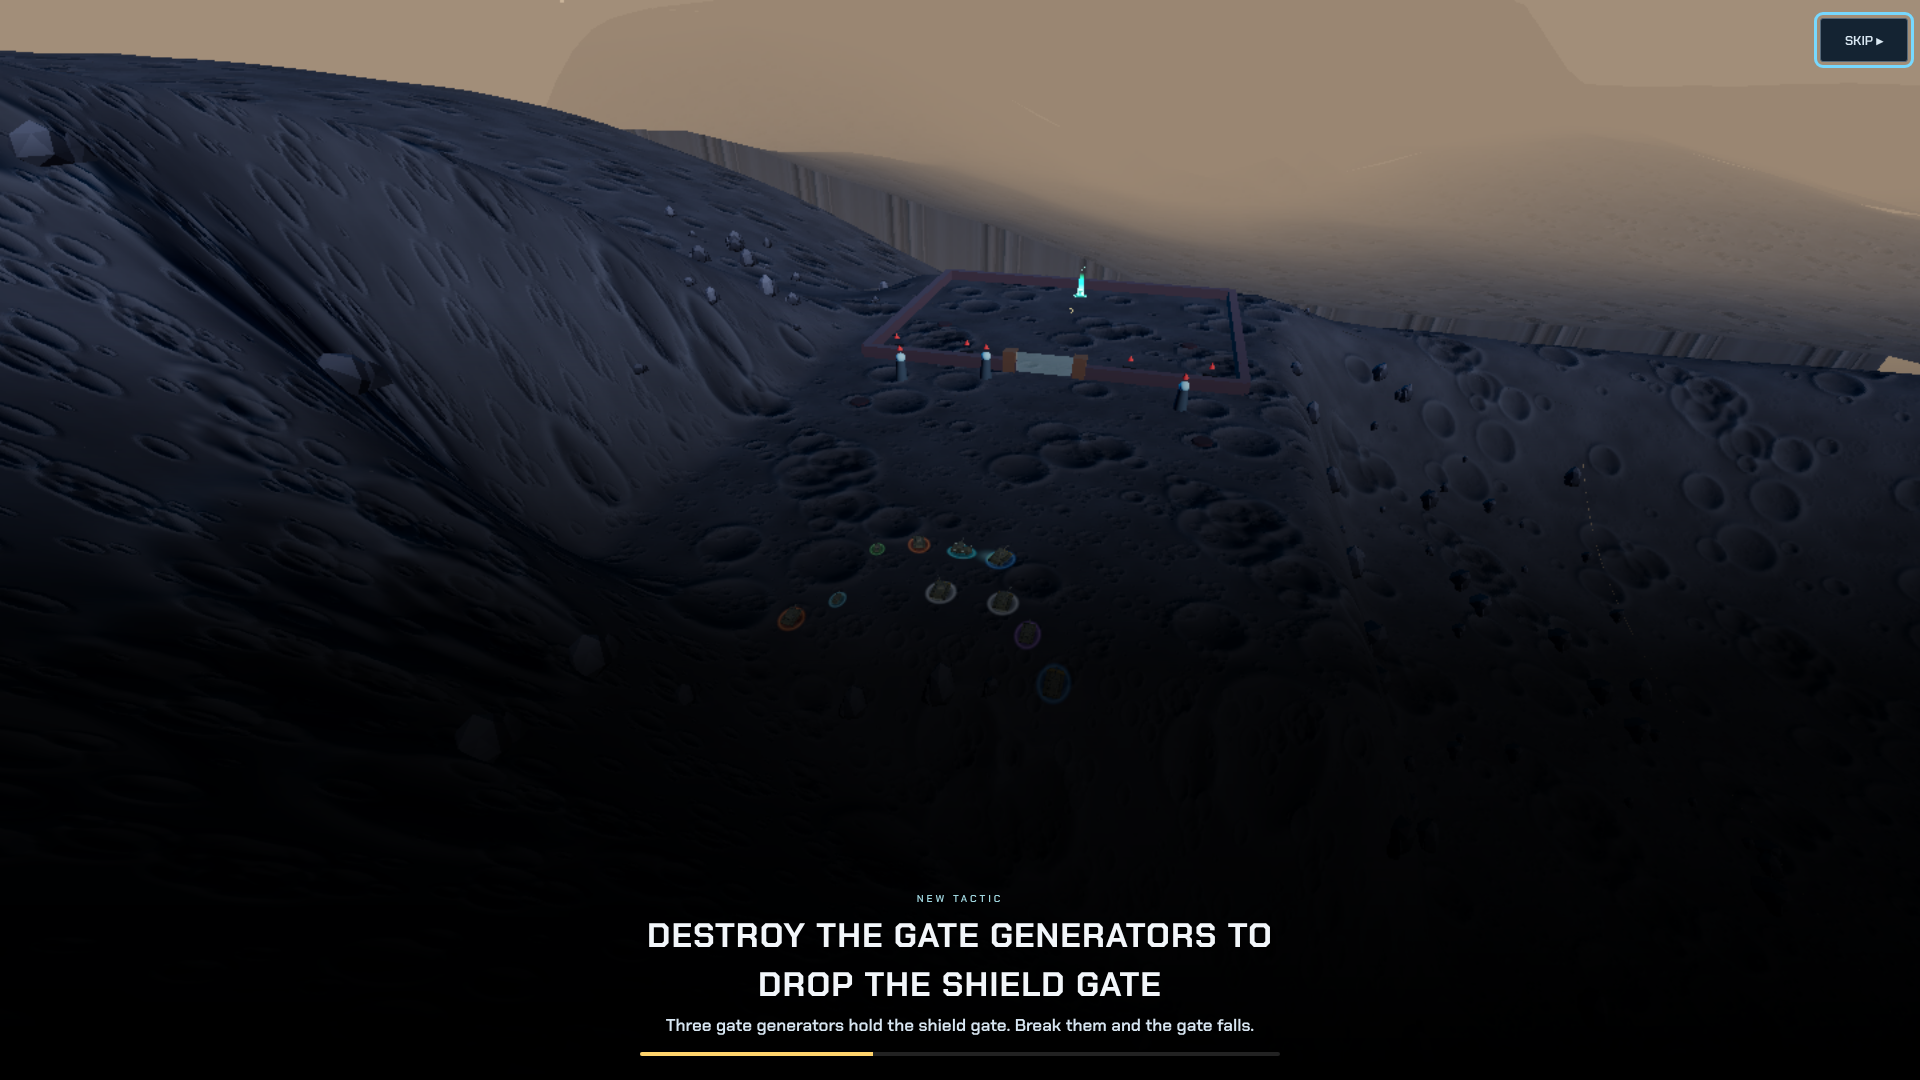 SKIP ▸
NEW TACTIC
DESTROY THE GATE GENERATORS TO
DROP THE SHIELD GATE
Three gate generators hold the shield gate. Break them and the gate falls.